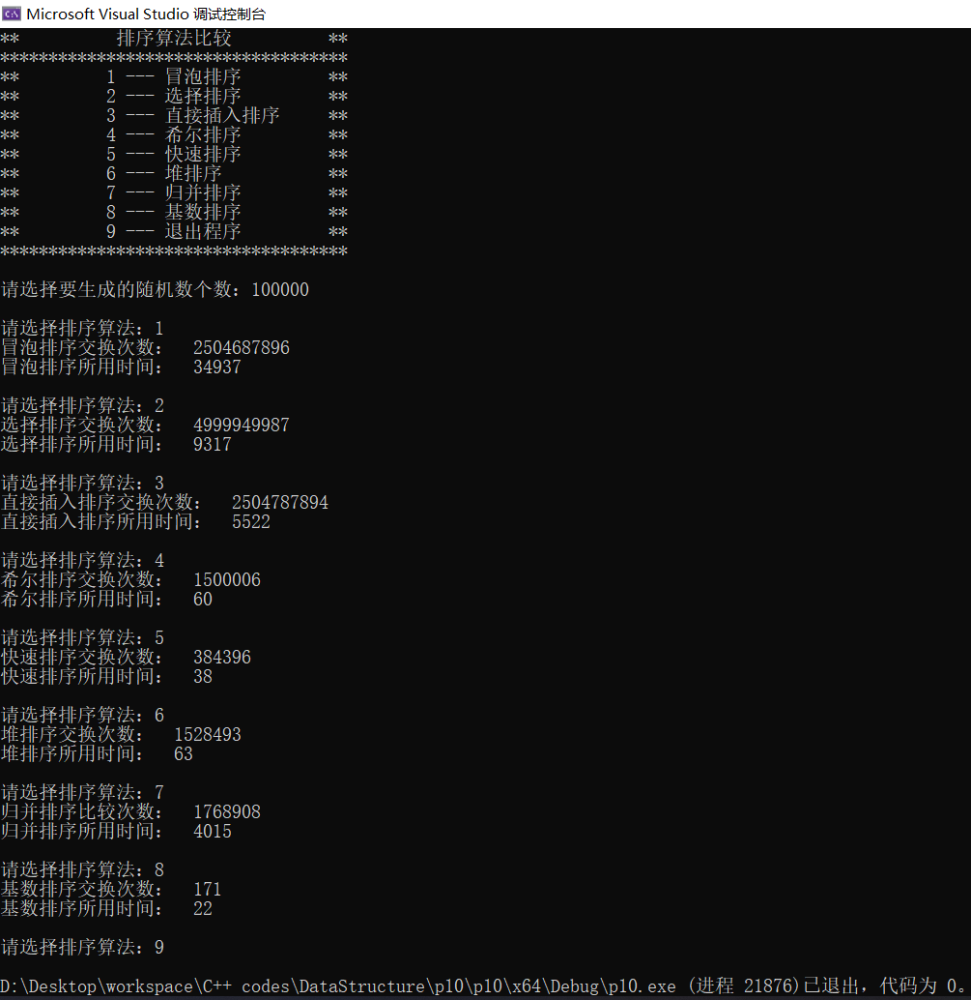 Microsoft Visual Studio 调试控制台
**          排序算法比较          **
************************************
**         1 --- 冒泡排序         **
**         2 --- 选择排序         **
**         3 --- 直接插入排序     **
**         4 --- 希尔排序         **
**         5 --- 快速排序         **
**         6 --- 堆排序           **
**         7 --- 归并排序         **
**         8 --- 基数排序         **
**         9 --- 退出程序         **
************************************
请选择要生成的随机数个数：100000
请选择排序算法：1
冒泡排序交换次数：  2504687896
冒泡排序所用时间：  34937
请选择排序算法：2
选择排序交换次数：  4999949987
选择排序所用时间：  9317
请选择排序算法：3
直接插入排序交换次数：  2504787894
直接插入排序所用时间：  5522
请选择排序算法：4
希尔排序交换次数：  1500006
希尔排序所用时间：  60
请选择排序算法：5
快速排序交换次数：  384396
快速排序所用时间：  38
请选择排序算法：6
堆排序交换次数：  1528493
堆排序所用时间：  63
请选择排序算法：7
归并排序比较次数：  1768908
归并排序所用时间：  4015
请选择排序算法：8
基数排序交换次数：  171
基数排序所用时间：  22
请选择排序算法：9
D:\Desktop\workspace\C++ codes\DataStructure\p10\p10\x64\Debug\p10.exe (进程 21876)已退出，代码为 0。